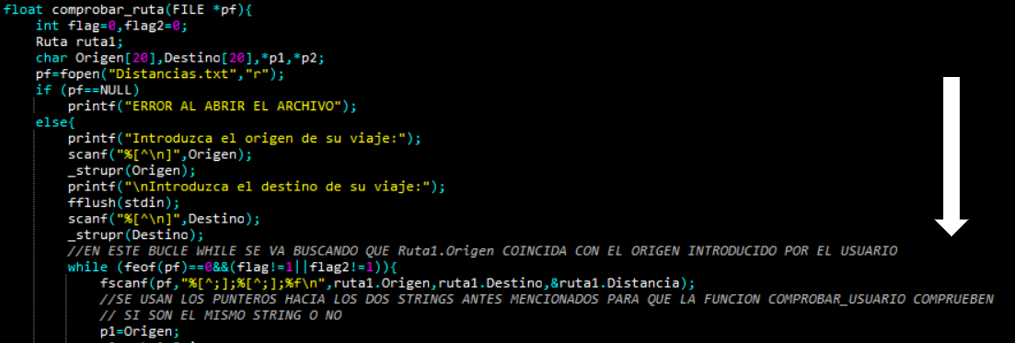 float comprobar_ruta(FILE *pf){
int flag=0,flag2=0;
Ruta ruta1;
char Origen[20],Destino[20],*p1,*p2;
pf=fopen("Distancias.txt","r");
if (pf==NULL)
printf("ERROR AL ABRIR EL ARCHIVO");
else{
printf("Introduzca el origen de su viaje:");
scanf("%[^\n]",Origen);
_strupr(Origen);
printf("\nIntroduzca el destino de su viaje:");
fflush(stdin);
scanf("%[^\n]",Destino);
_strupr(Destino);
//EN ESTE BUCLE WHILE SE VA BUSCANDO QUE Ruta1.Origen COINCIDA CON EL ORIGEN INTRODUCIDO POR EL USUARIO
while (feof(pf)==0&&(flag!=1||flag2!=1)){
fscanf(pf,"%[^;];%[^;];%f\n",ruta1.Origen,ruta1.Destino,&ruta1.Distancia);
//SE USAN LOS PUNTEROS HACIA LOS DOS STRINGS ANTES MENCIONADOS PARA QUE LA FUNCION COMPROBAR_USUARIO COMPRUEBEN
// SI SON EL MISMO STRING O NO
p1=Origen;